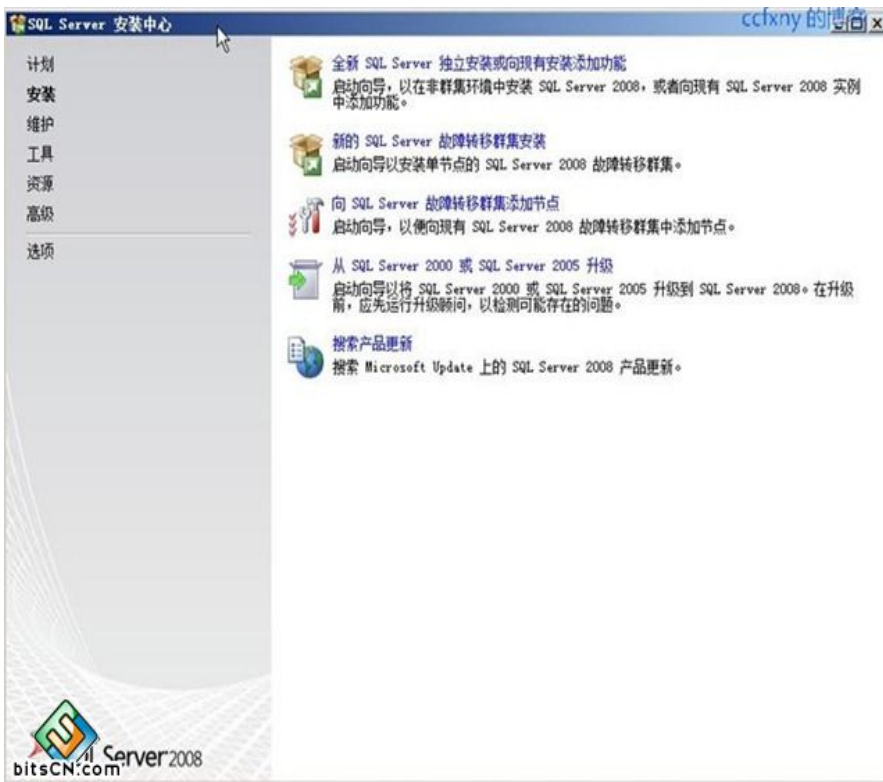 SQL Server 安装中心
ccfxny 的博客
计划
安装
维护
工具
资源
高级
选项
全新 SQL Server 独立安装或向现有安装添加功能
启动向导，以在非群集环境中安装 SQL Server 2008，或者向现有 SQL Server 2008 实例
中添加功能。
新的 SQL Server 故障转移群集安装
启动向导以安装单节点的 SQL Server 2008 故障转移群集。
向 SQL Server 故障转移群集添加节点
启动向导，以便向现有 SQL Server 2008 故障转移群集中添加节点。
从 SQL Server 2000 或 SQL Server 2005 升级
启动向导以将 SQL Server 2000 或 SQL Server 2005 升级到 SQL Server 2008。在升级
前，应先运行升级顾问，以检测可能存在的问题。
搜索产品更新
搜索 Microsoft Update 上的 SQL Server 2008 产品更新。
Server 2008
bitsCN.com